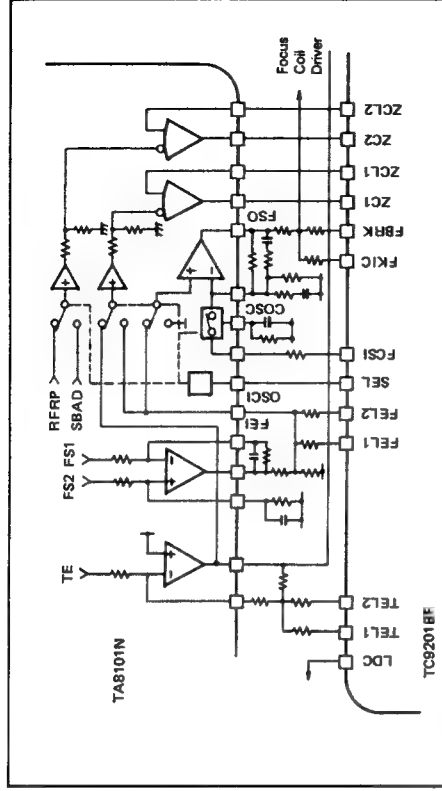 Focus
Coil
Driver
RFRP
SBAD
FS1
FS2
TE
TA8101N
FSO
COSC
OSCI
FEI
ZCL2
ZC2
ZCL1
ZC1
FBRK
FKIC
FCSi
SEL
FEL2
FEL1
TEL2
TEL1
LDC
TC9201BF